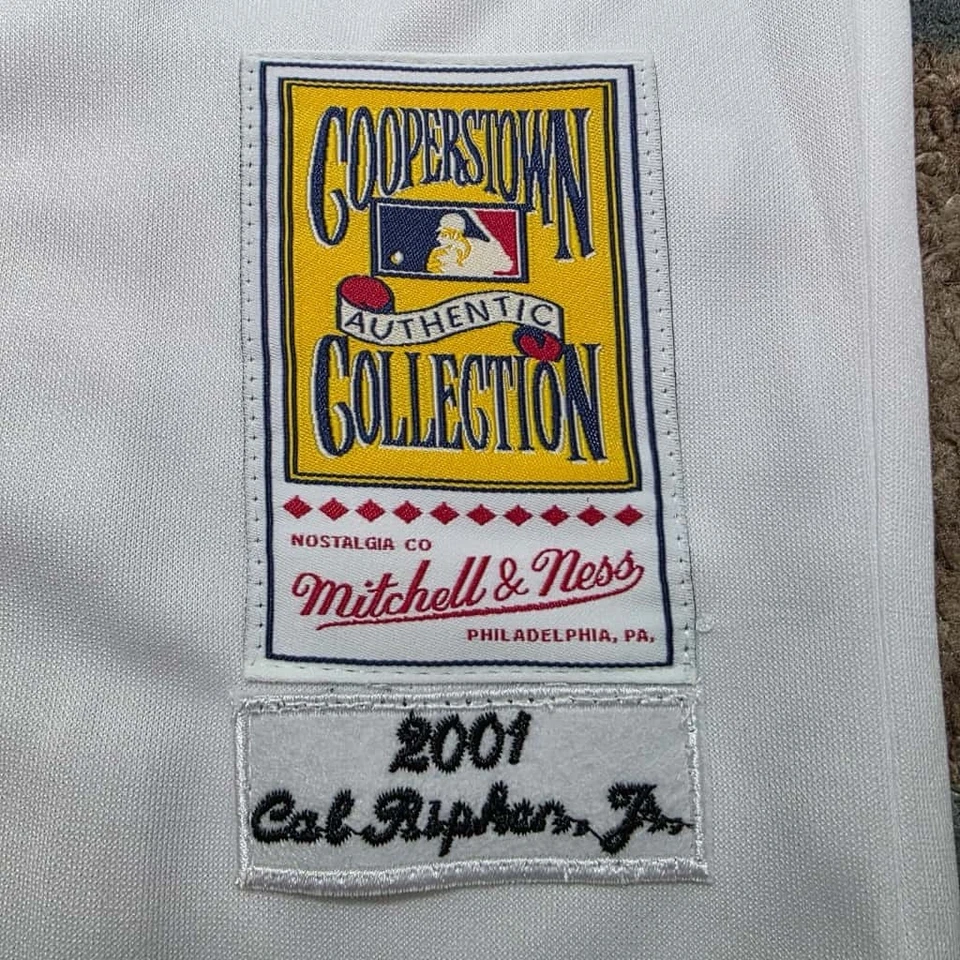 COOPERSTOWN
AUTHENTIC
COLLECTION
NOSTALGIA CO
Mitchell & Ness
PHILADELPHIA, PA.
2001
Cal Ripken, Jr.